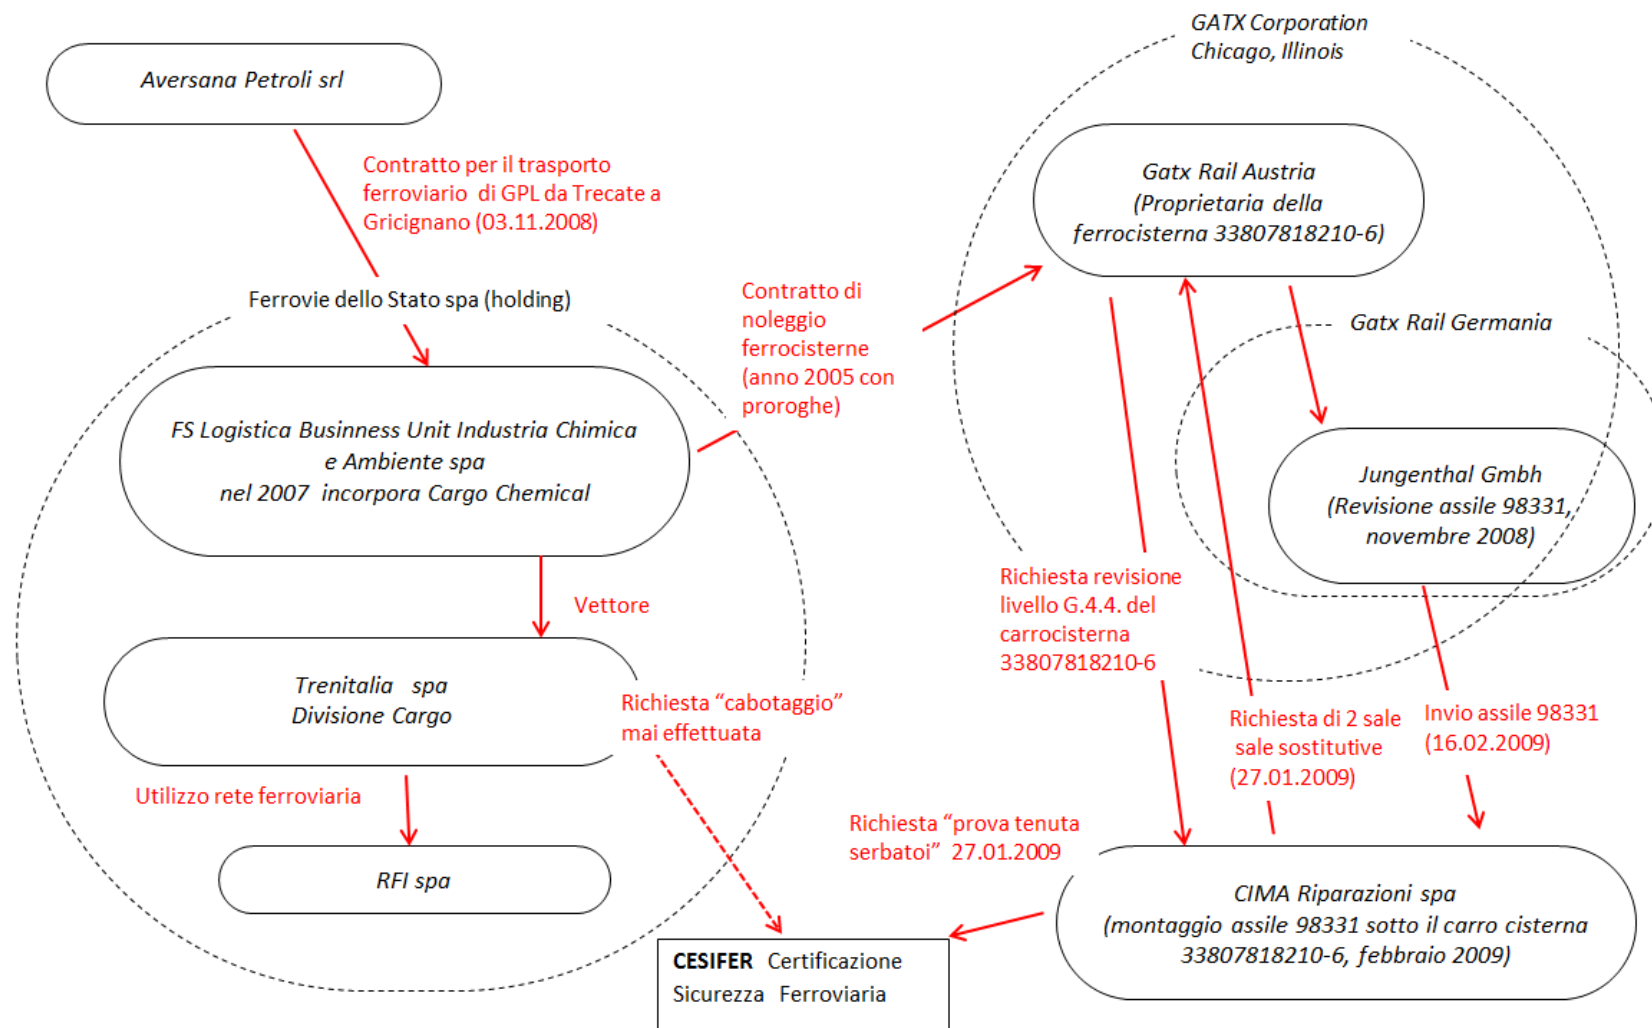 GATX Corporation
Chicago, Illinois
Aversana Petroli srl
Contratto per il trasporto
ferroviario di GPL da Trecate a
Gricignano (03.11.2008)
Gatx Rail Austria
(Proprietaria della
ferrocisterna 33807818210-6)
Ferrovie dello Stato spa (holding)
Contratto di
noleggio
ferrocisterne
(anno 2005 con
proroghe)
Gatx Rail Germania
FS Logistica Businness Unit Industria Chimica
e Ambiente spa
nel 2007 incorpora Cargo Chemical
Jungenthal Gmbh
(Revisione assile 98331,
novembre 2008)
Vettore
Richiesta revisione
livello G.4.4. del
carrocisterna
33807818210-6
Trenitalia spa
Divisione Cargo
Richiesta “cabotaggio”
mai effettuata
Richiesta di 2 sale
sale sostitutive
(27.01.2009)
Invio assile 98331
(16.02.2009)
Utilizzo rete ferroviaria
Richiesta “prova tenuta
serbatoi” 27.01.2009
RFI spa
CIMA Riparazioni spa
(montaggio assile 98331 sotto il carro cisterna
33807818210-6, febbraio 2009)
CESIFER Certificazione
Sicurezza Ferroviaria